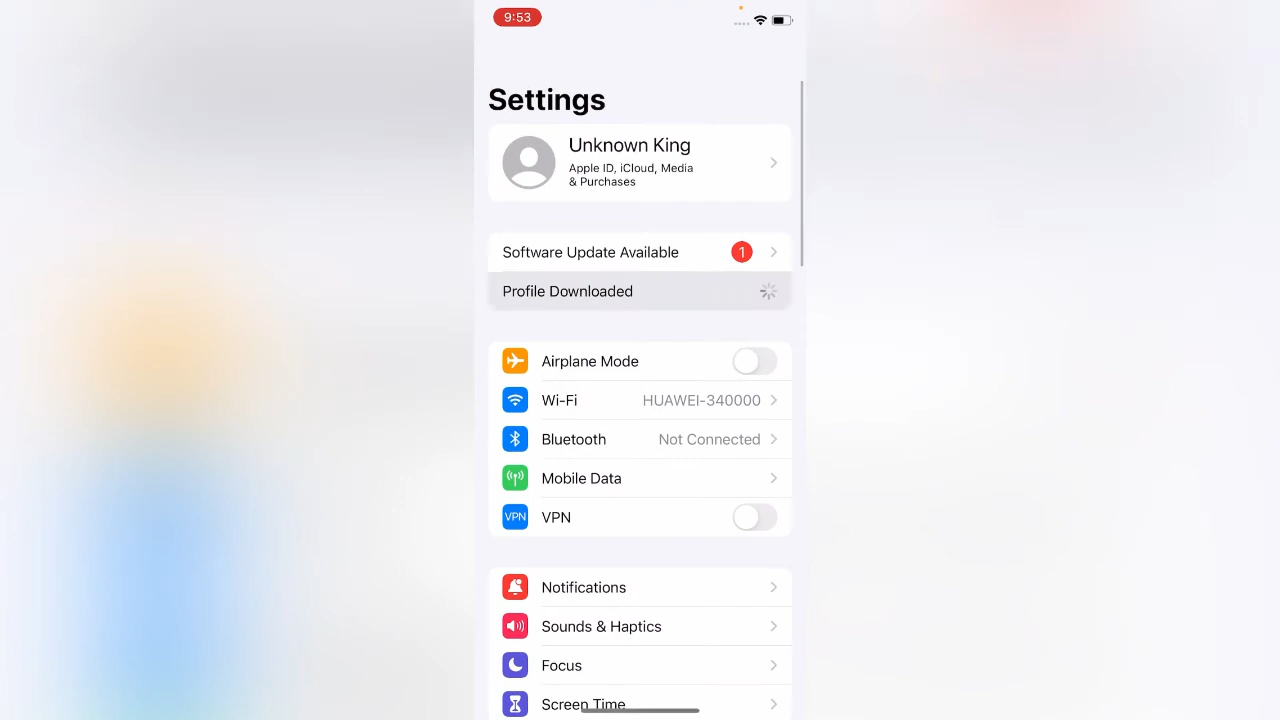 9:53
Settings
Unknown King
Apple ID, iCloud, Media
& Purchases
Software Update Available 1
Profile Downloaded
Airplane Mode
Wi-Fi HUAWEI-340000
Bluetooth Not Connected
Mobile Data
VPN VPN
Notifications
Sounds & Haptics
Focus
Screen Time